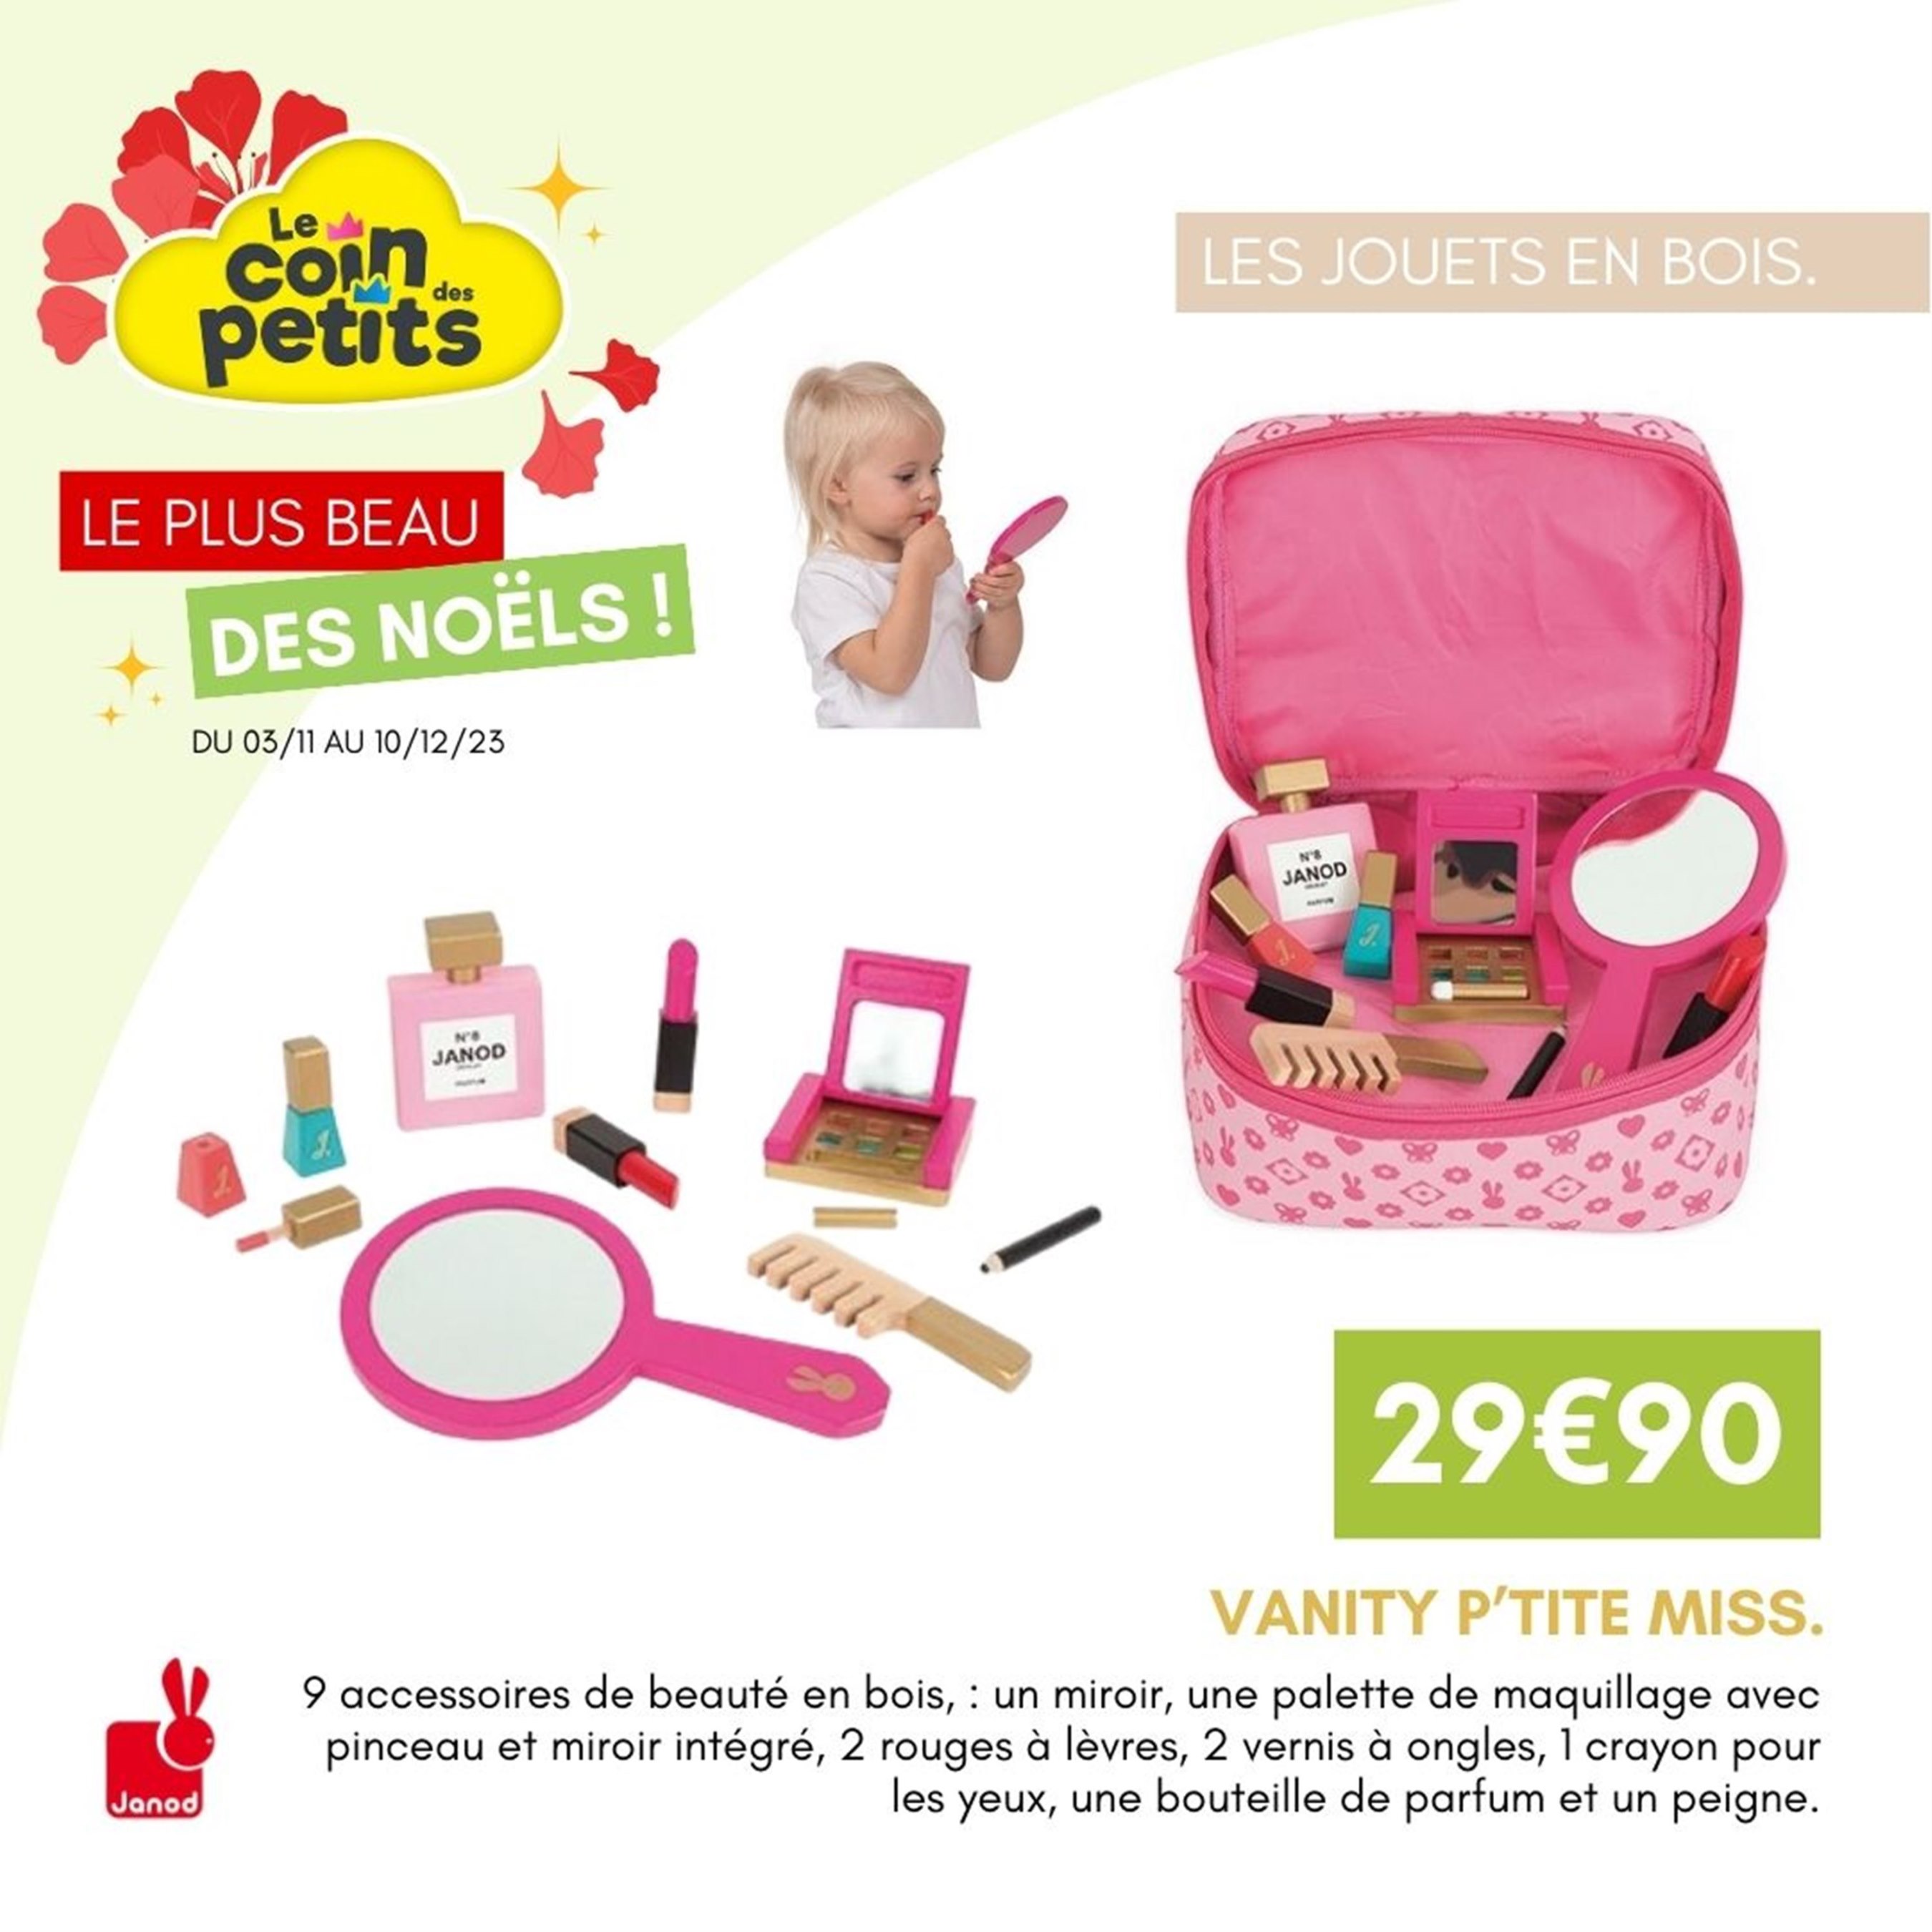 Le
coin
des
petits
LES JOUETS EN BOIS.
LE PLUS BEAU
DES NOËLS !
DU 03/11 AU 10/12/23
N°8
JANOD
PARFUM
J.
J.
N°8
JANOD
J.
J.
29€90
VANITY P'TITE MISS.
9 accessoires de beauté en bois, : un miroir, une palette de maquillage avec
pinceau et miroir intégré, 2 rouges à lèvres, 2 vernis à ongles, 1 crayon pour
les yeux, une bouteille de parfum et un peigne.
Janod